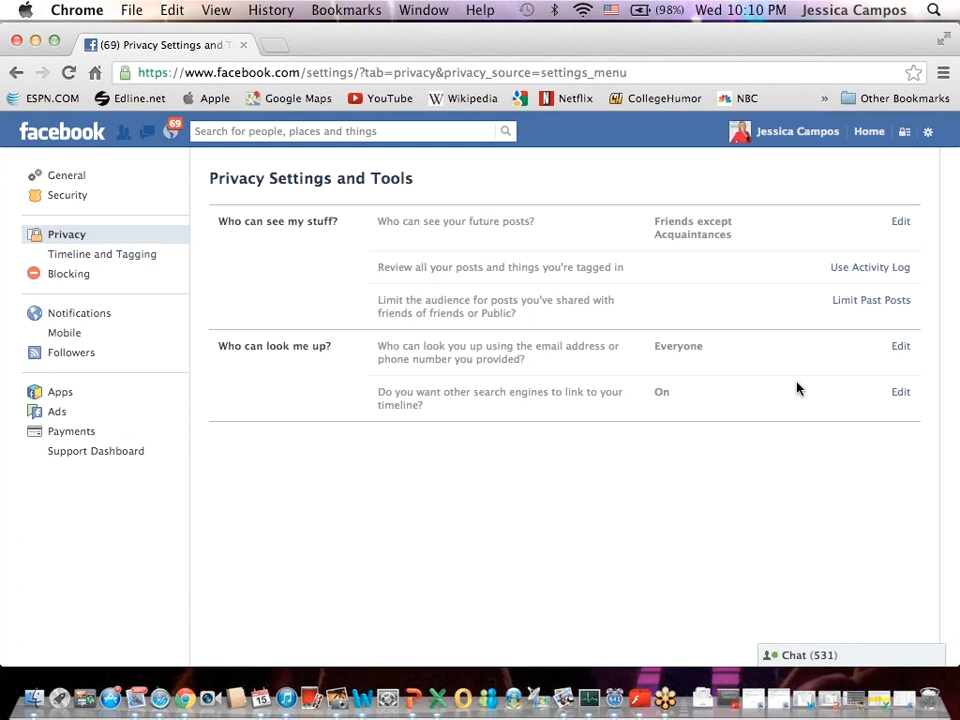 Chrome File Edit View History Bookmarks Window Help (98%) Wed 10:10 PM Jessica Campos
(69) Privacy Settings and T
https://www.facebook.com/settings/?tab=privacy&privacy_source=settings_menu
ESPN.COM Edline.net Apple Google Maps YouTube Wikipedia Netflix CollegeHumor NBC » Other Bookmarks
facebook 69 Search for people, places and things Jessica Campos Home
General
Security
Privacy
Timeline and Tagging
Blocking
Notifications
Mobile
Followers
Apps
Ads
Payments
Support Dashboard
Privacy Settings and Tools
Who can see my stuff? Who can see your future posts? Friends except Edit
Acquaintances
Review all your posts and things you're tagged in Use Activity Log
Limit the audience for posts you've shared with Limit Past Posts
friends of friends or Public?
Who can look me up? Who can look you up using the email address or Everyone Edit
phone number you provided?
Do you want other search engines to link to your On Edit
timeline?
Chat (531)
15